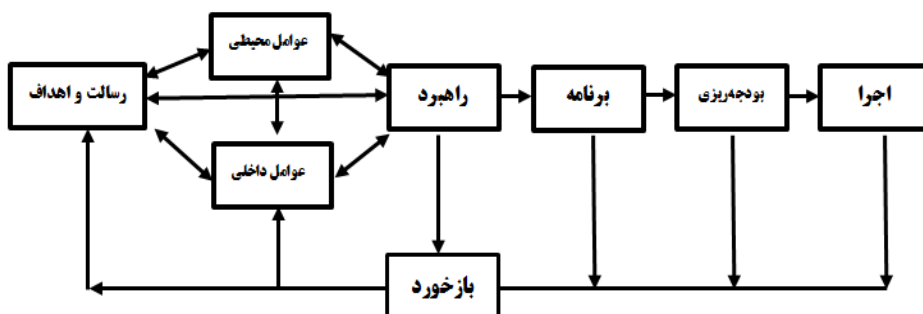 عوامل محیطی
رسالت و اهداف
راهبرد
برنامه
بودجه‌ریزی
اجرا
عوامل داخلی
بازخورد